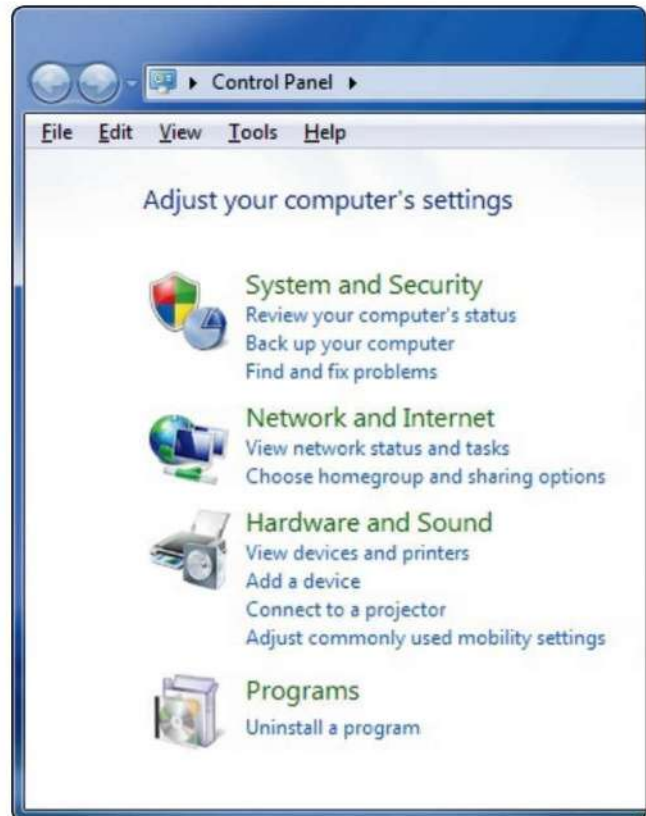 Control Panel
File Edit View Tools Help
Adjust your computer's settings
System and Security
Review your computer's status
Back up your computer
Find and fix problems
Network and Internet
View network status and tasks
Choose homegroup and sharing options
Hardware and Sound
View devices and printers
Add a device
Connect to a projector
Adjust commonly used mobility settings
Programs
Uninstall a program